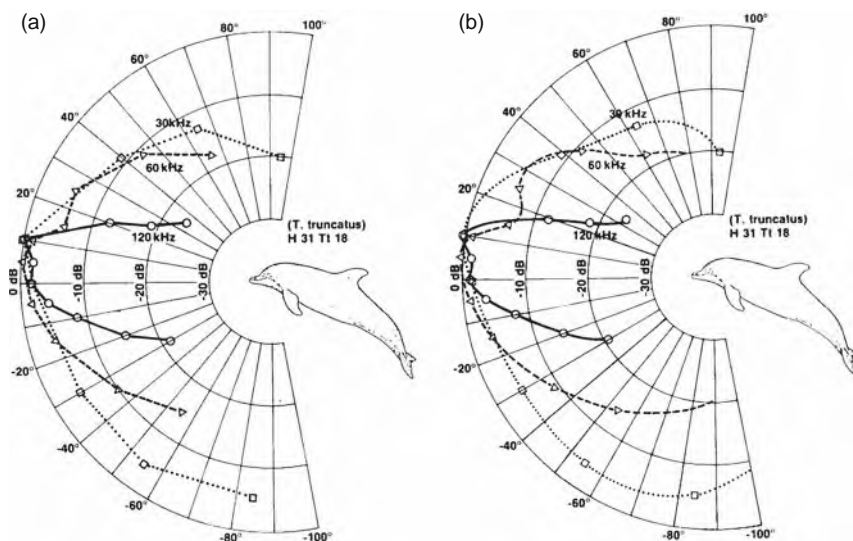 (a)
100°
80°
60°
40°
30 kHz
60 kHz
20°
120 kHz
(T. truncatus)
H 31 Tt 18
0 dB
-10 dB
-20 dB
-30 dB
-20°
-40°
-60°
-80°
-100°
(b)
100°
80°
60°
40°
30 kHz
60 kHz
20°
120 kHz
(T. truncatus)
H 31 Tt 18
0 dB
-10 dB
-20 dB
-30 dB
-20°
-40°
-60°
-80°
-100°